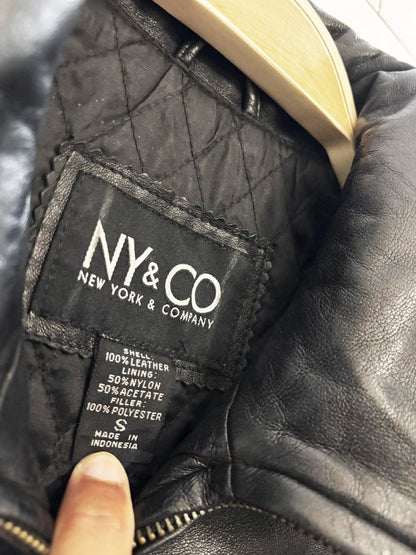 NY&CO
NEW YORK & COMPANY
SHELL:
100% LEATHER
LINING:
50% NYLON
50% ACETATE
FILLER:
100% POLYESTER
S
MADE IN
INDONESIA